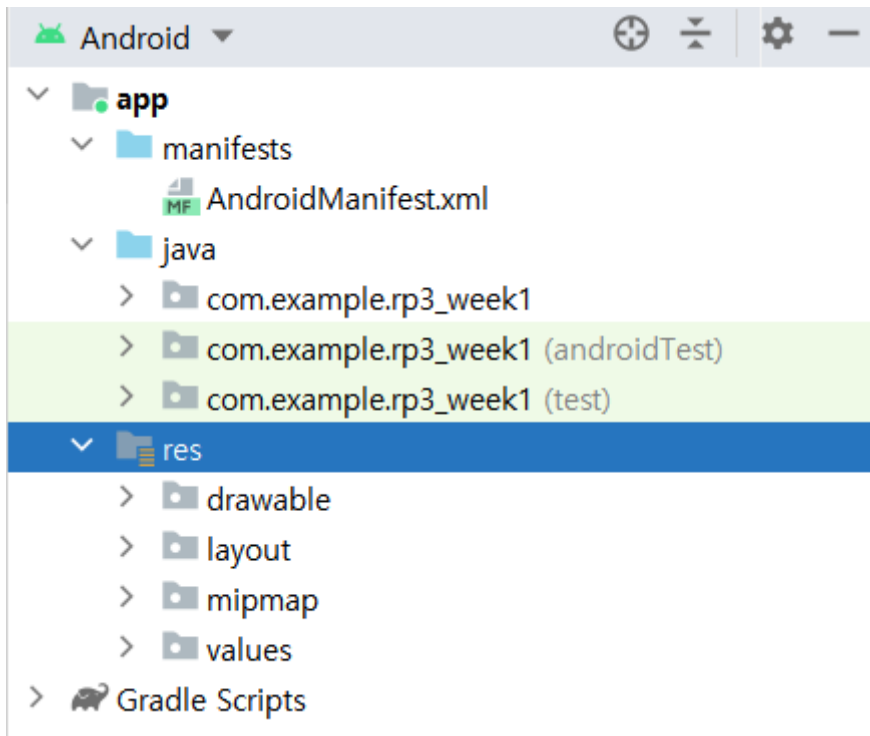 Android
app
manifests
MF AndroidManifest.xml
java
com.example.rp3_week1
com.example.rp3_week1 (androidTest)
com.example.rp3_week1 (test)
res
drawable
layout
mipmap
values
Gradle Scripts